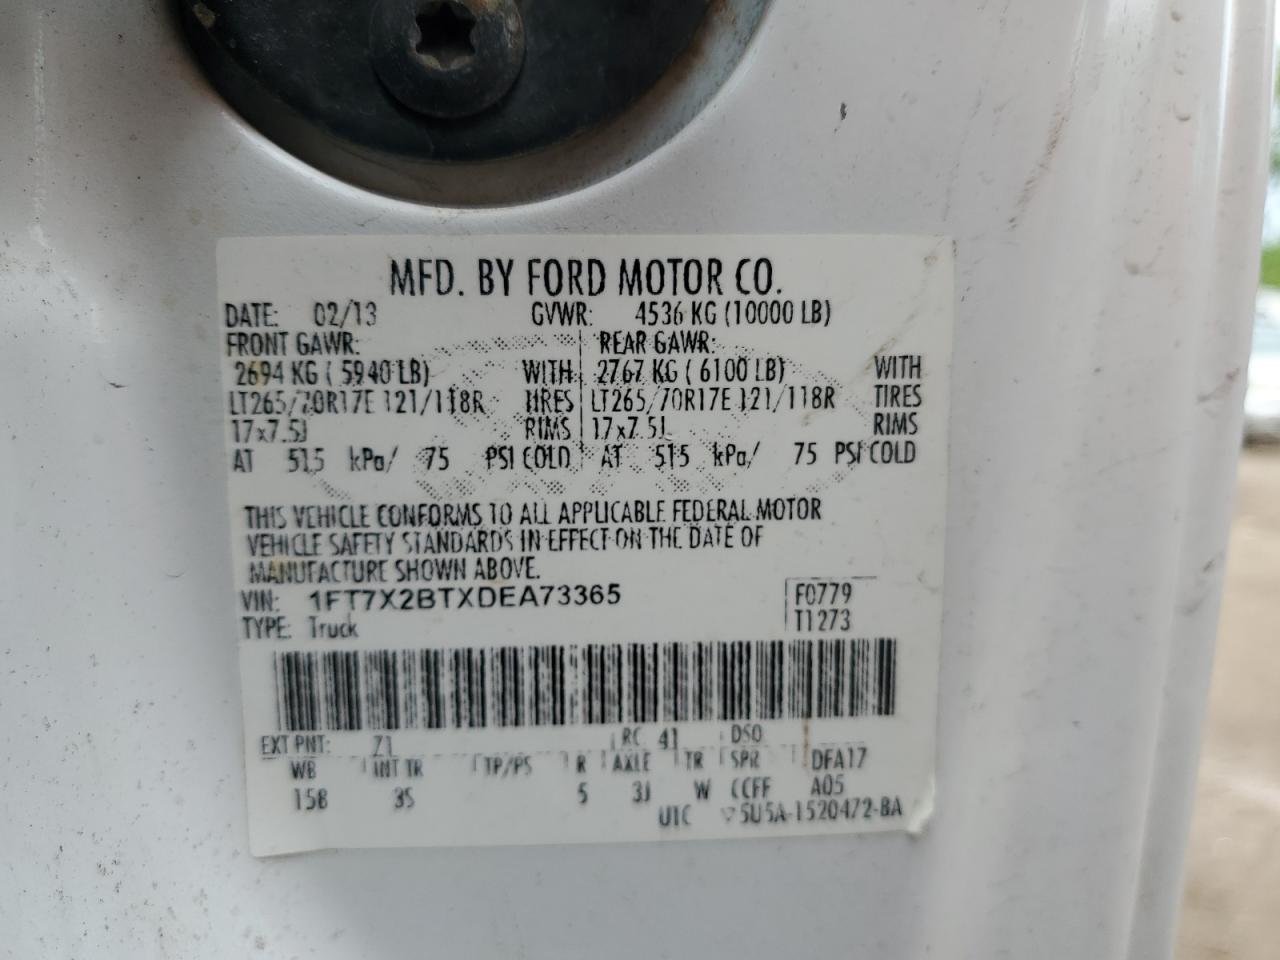 MFD. BY FORD MOTOR CO.
DATE: 02/13 GVWR: 4536 KG (10000 LB)
FRONT GAWR: REAR GAWR:
2694 KG ( 5940 LB) WITH 2767 KG ( 6100 LB) WITH
LT265/70R17E 121/118R TIRES LT265/70R17E 121/118R TIRES
17x7.5J RIMS 17x7.5J RIMS
AT 515 kPa/ 75 PSI COLD AT 515 kPa/ 75 PSI COLD
THIS VEHICLE CONFORMS TO ALL APPLICABLE FEDERAL MOTOR
VEHICLE SAFETY STANDARDS IN EFFECT ON THE DATE OF
MANUFACTURE SHOWN ABOVE.
VIN: 1FT7X2BTXDEA73365 F0779
TYPE: Truck T1273
EXT PNT: Z1 RC 41 DSO
WB INT TR TP/PS R AXLE TR SPR DFA17
158 3S 5 3J W CCFF A05
UTC ▽5U5A-1520472-BA